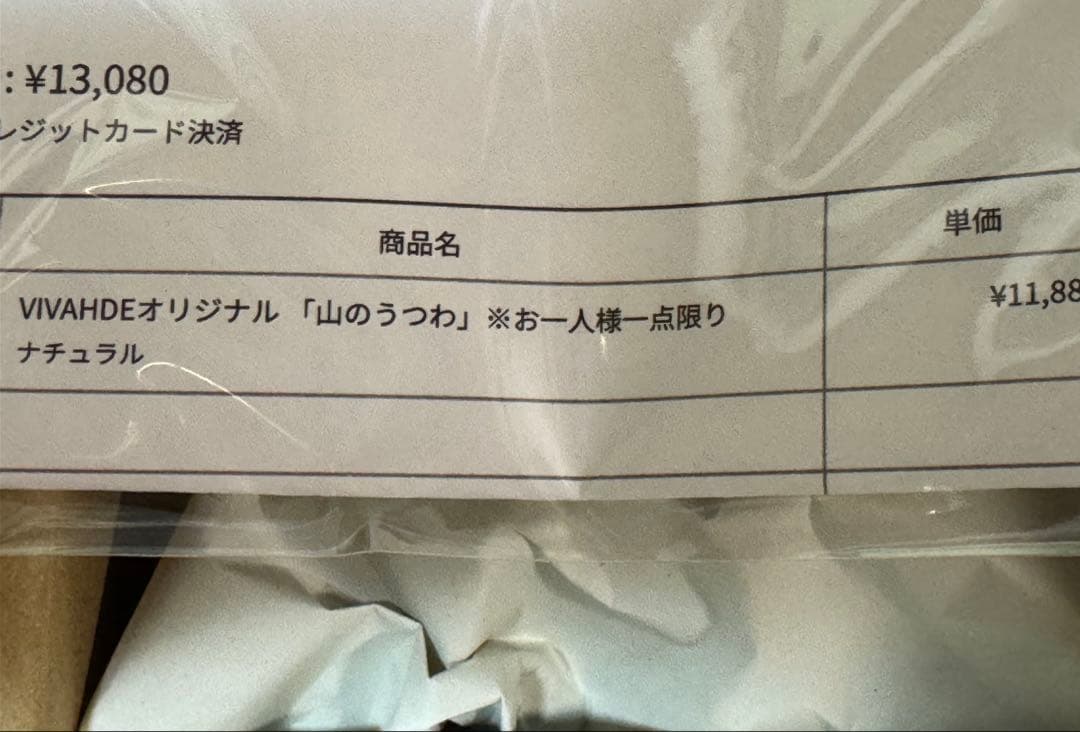 : ¥13,080
レジットカード決済
商品名
単価
VIVAHDEオリジナル 「山のうつわ」※お一人様一点限り
¥11,88
ナチュラル